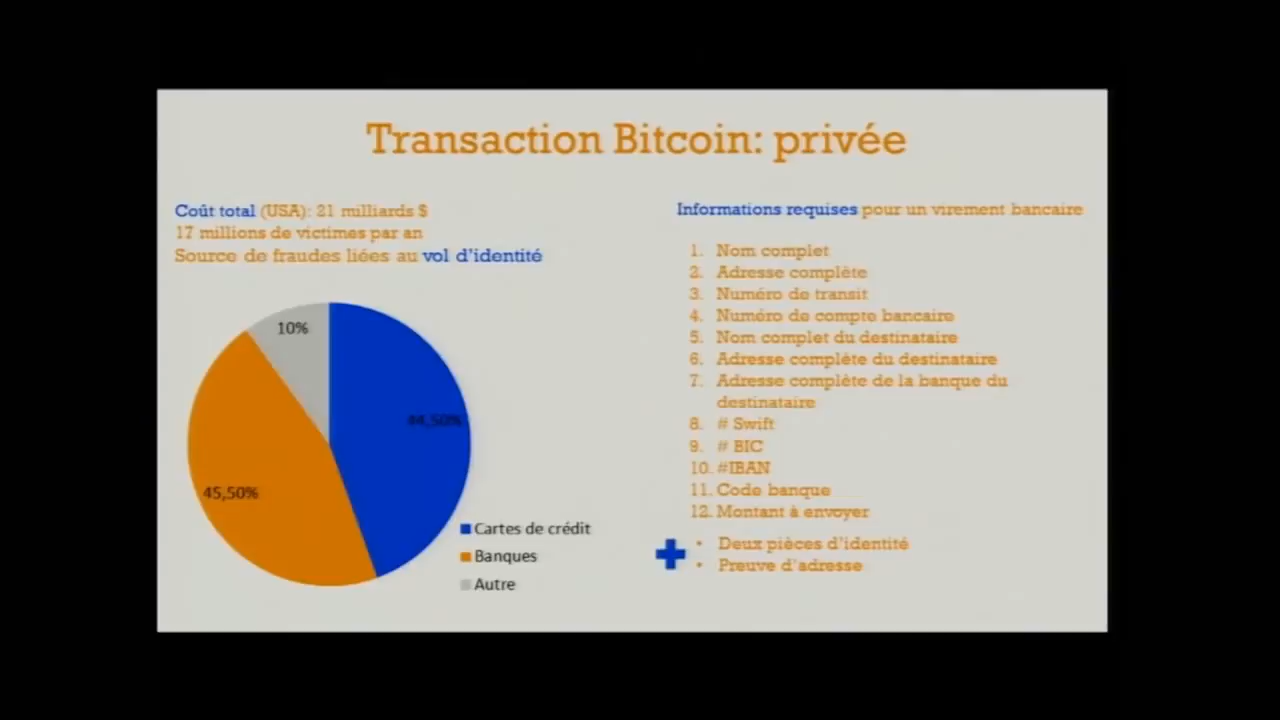 Transaction Bitcoin: privée
Coût total (USA): 21 milliards $
17 millions de victimes par an
Source de fraudes liées au vol d'identité
10%
44,50%
45,50%
Cartes de crédit
Banques
Autre
Informations requises pour un virement bancaire
1. Nom complet
2. Adresse complète
3. Numéro de transit
4. Numéro de compte bancaire
5. Nom complet du destinataire
6. Adresse complète du destinataire
7. Adresse complète de la banque du
destinataire
8. # Swift
9. # BIC
10. #IBAN
11. Code banque
12. Montant à envoyer
• Deux pièces d'identité
• Preuve d'adresse